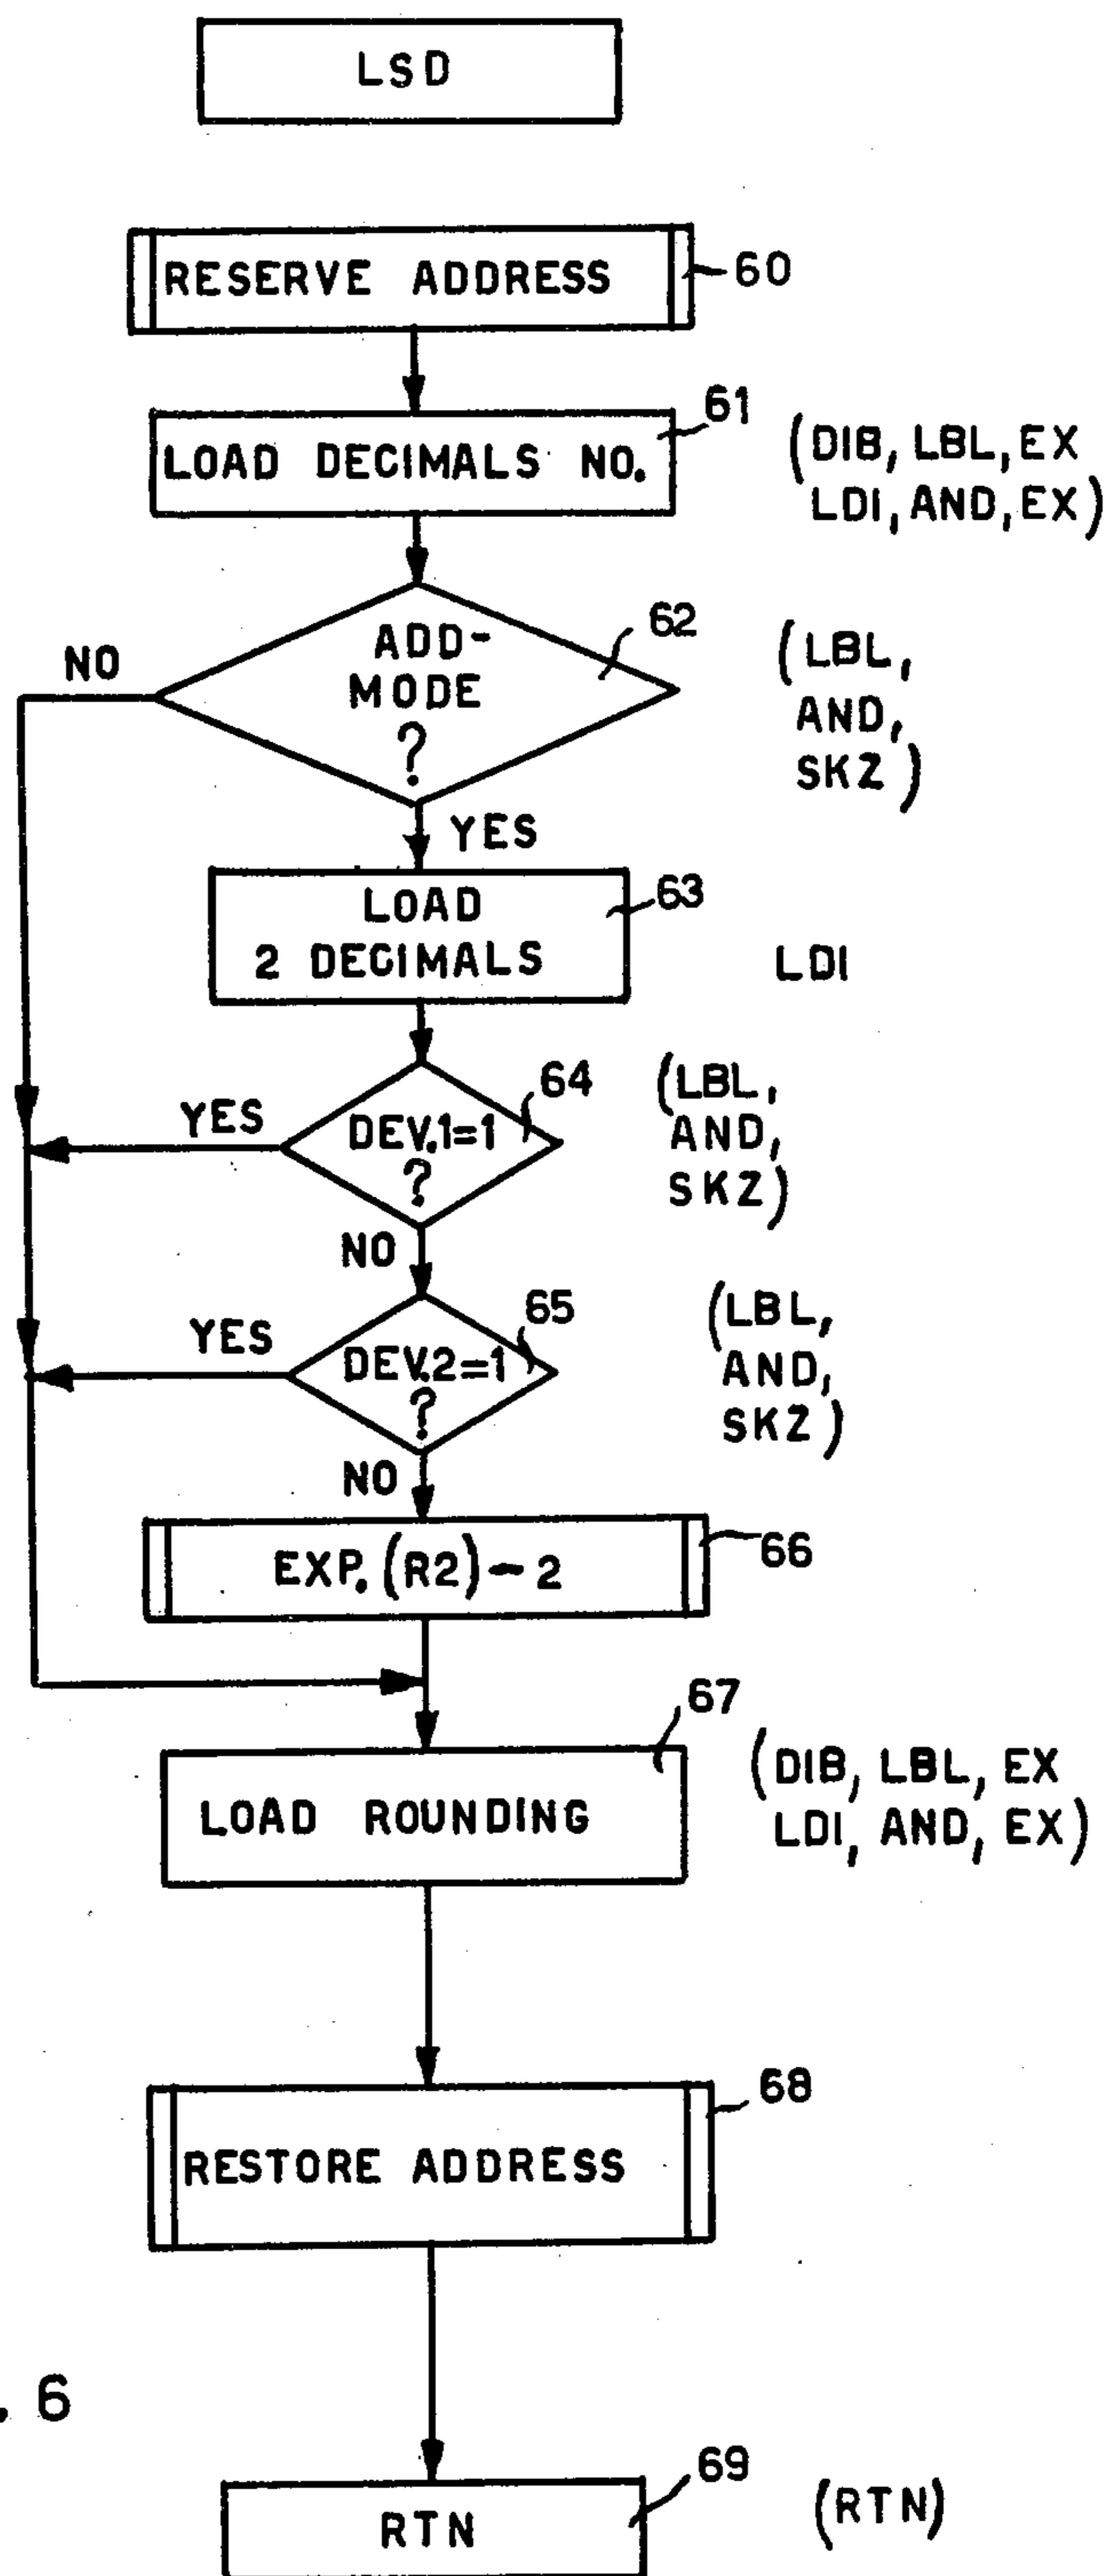 LSD
RESERVE ADDRESS
60
61
LOAD DECIMALS NO.
(DIB, LBL, EX
LDI, AND, EX)
62
NO
ADD-
MODE
?
(LBL,
AND,
SKZ)
YES
63
LOAD
2 DECIMALS
LDI
64
YES
DEV.1=1
?
(LBL,
AND,
SKZ)
NO
65
YES
DEV.2=1
?
(LBL,
AND,
SKZ)
NO
EXP. (R2) - 2
66
67
LOAD ROUNDING
(DIB, LBL, EX
LDI, AND, EX)
68
RESTORE ADDRESS
. 6
69
RTN
(RTN)